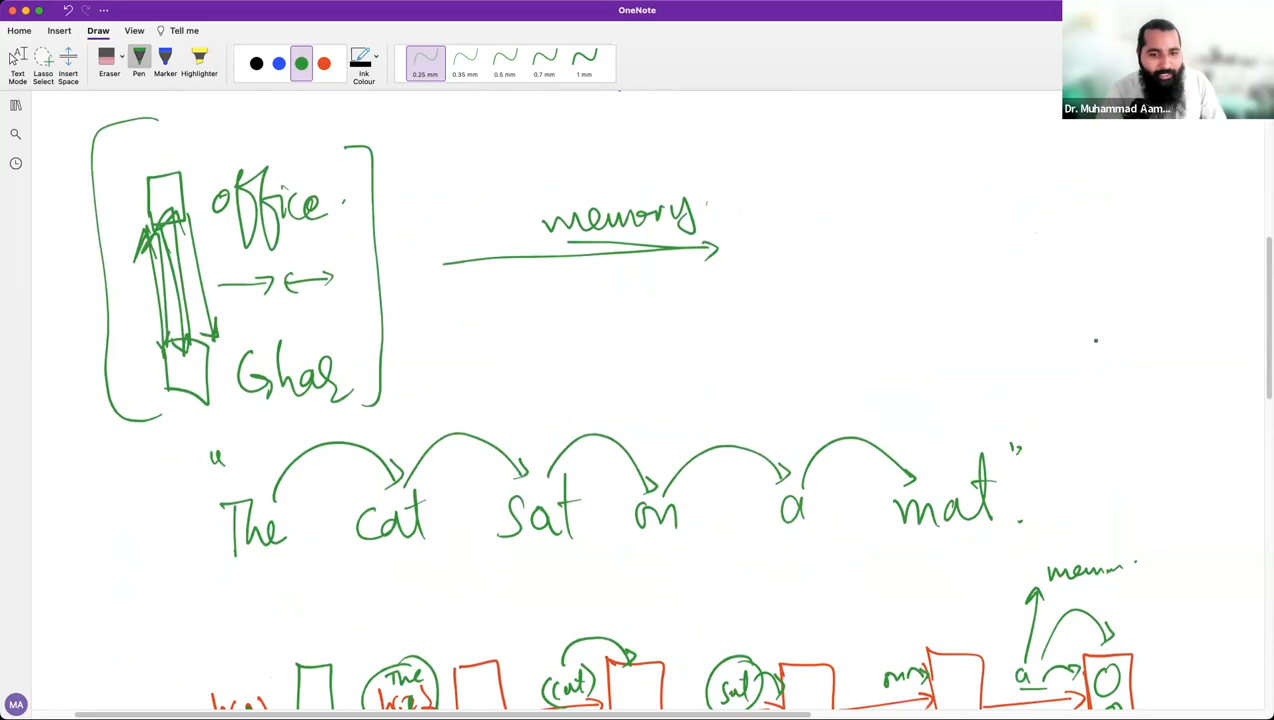 OneNote
Home Insert Draw View Tell me
Text Mode
Lasso Select
Insert Space
Eraser
Pen
Marker
Highlighter
Ink Colour
0.25 mm
0.35 mm
0.5 mm
0.7 mm
1 mm
Dr. Muhammad Aam...
office.
memory
Ghar
"The cat sat on a mat".
The
(cat)
sat
a
MA